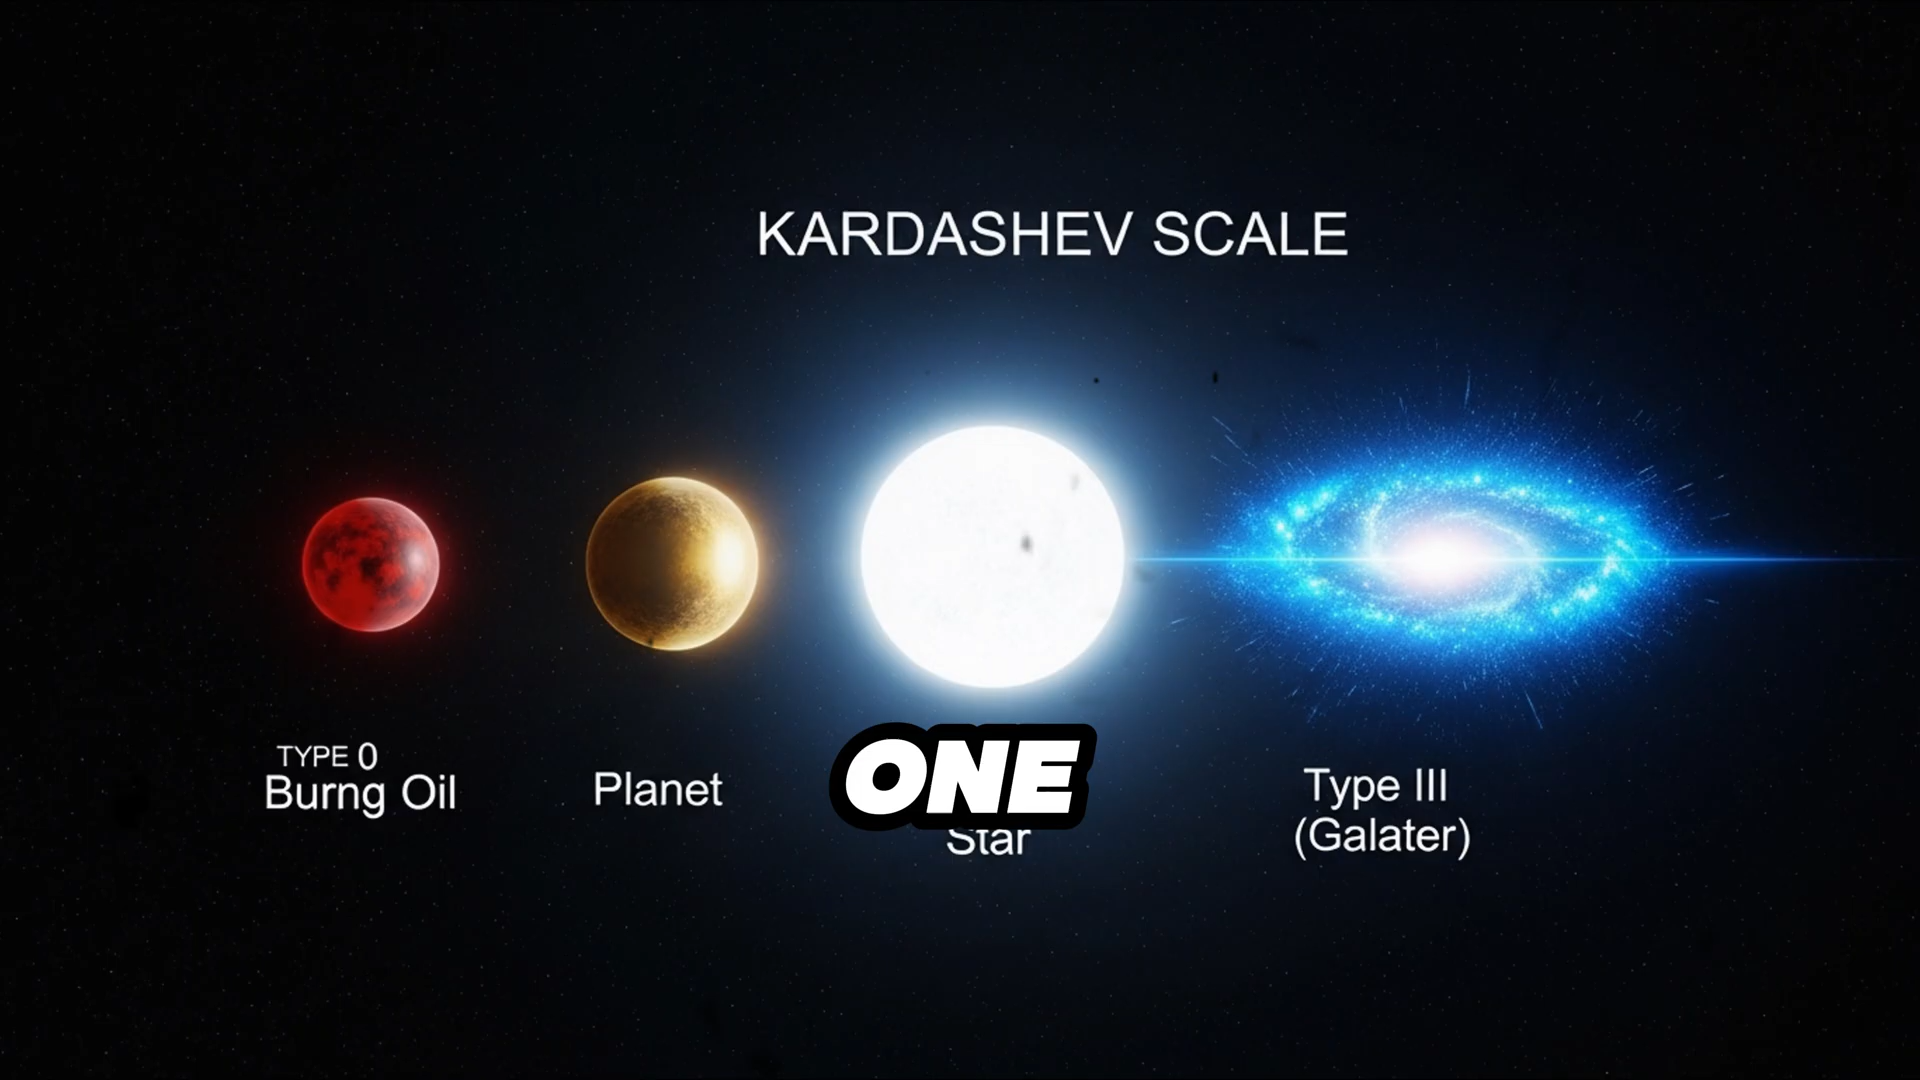 KARDASHEV SCALE
TYPE 0
Burng Oil
Planet
ONE
Star
Type III
(Galater)